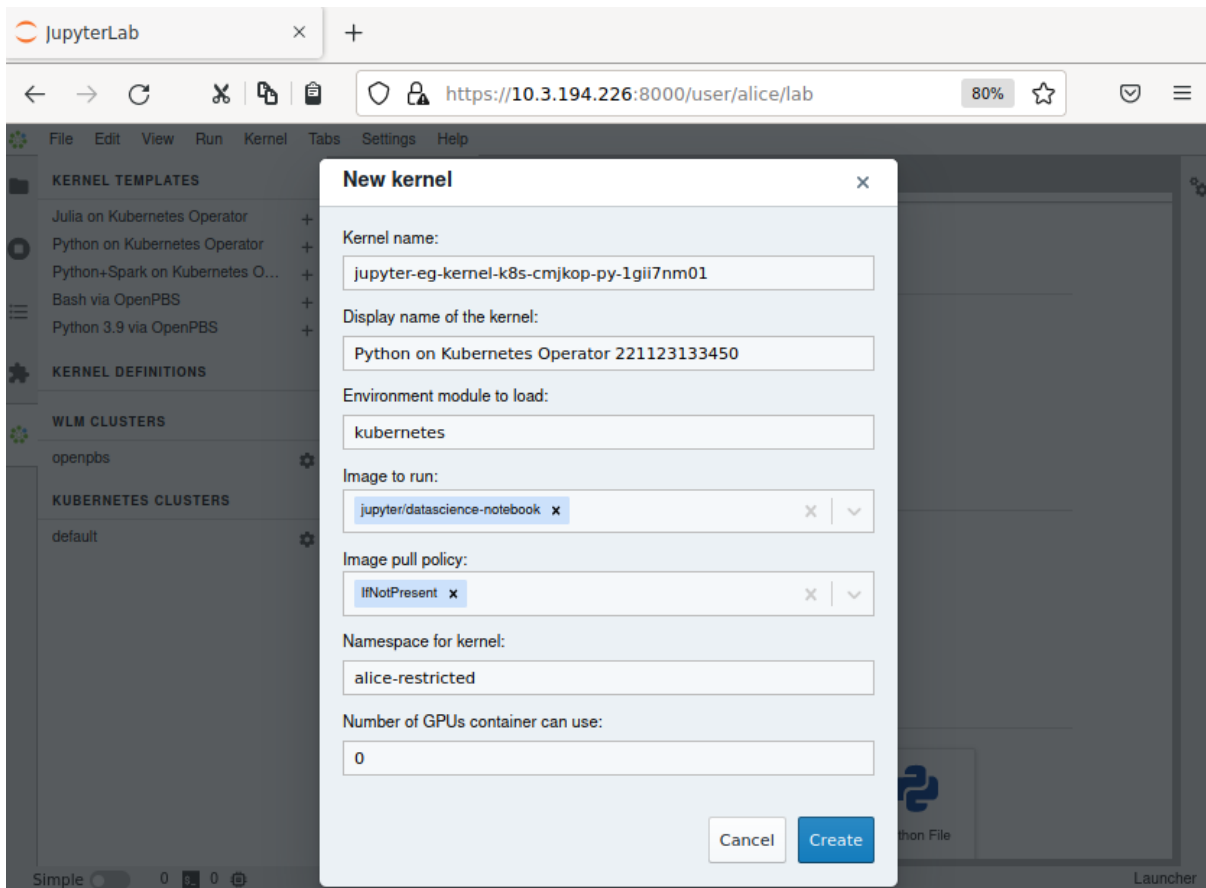 JupyterLab
https://10.3.194.226:8000/user/alice/lab
80%
File Edit View Run Kernel Tabs Settings Help
KERNEL TEMPLATES
Julia on Kubernetes Operator
Python on Kubernetes Operator
Python+Spark on Kubernetes O...
Bash via OpenPBS
Python 3.9 via OpenPBS
KERNEL DEFINITIONS
WLM CLUSTERS
openpbs
KUBERNETES CLUSTERS
default
New kernel
Kernel name:
jupyter-eg-kernel-k8s-cmjkop-py-1gii7nm01
Display name of the kernel:
Python on Kubernetes Operator 221123133450
Environment module to load:
kubernetes
Image to run:
jupyter/datascience-notebook
Image pull policy:
IfNotPresent
Namespace for kernel:
alice-restricted
Number of GPUs container can use:
0
Cancel Create
thon File
Simple 0 0 Launcher